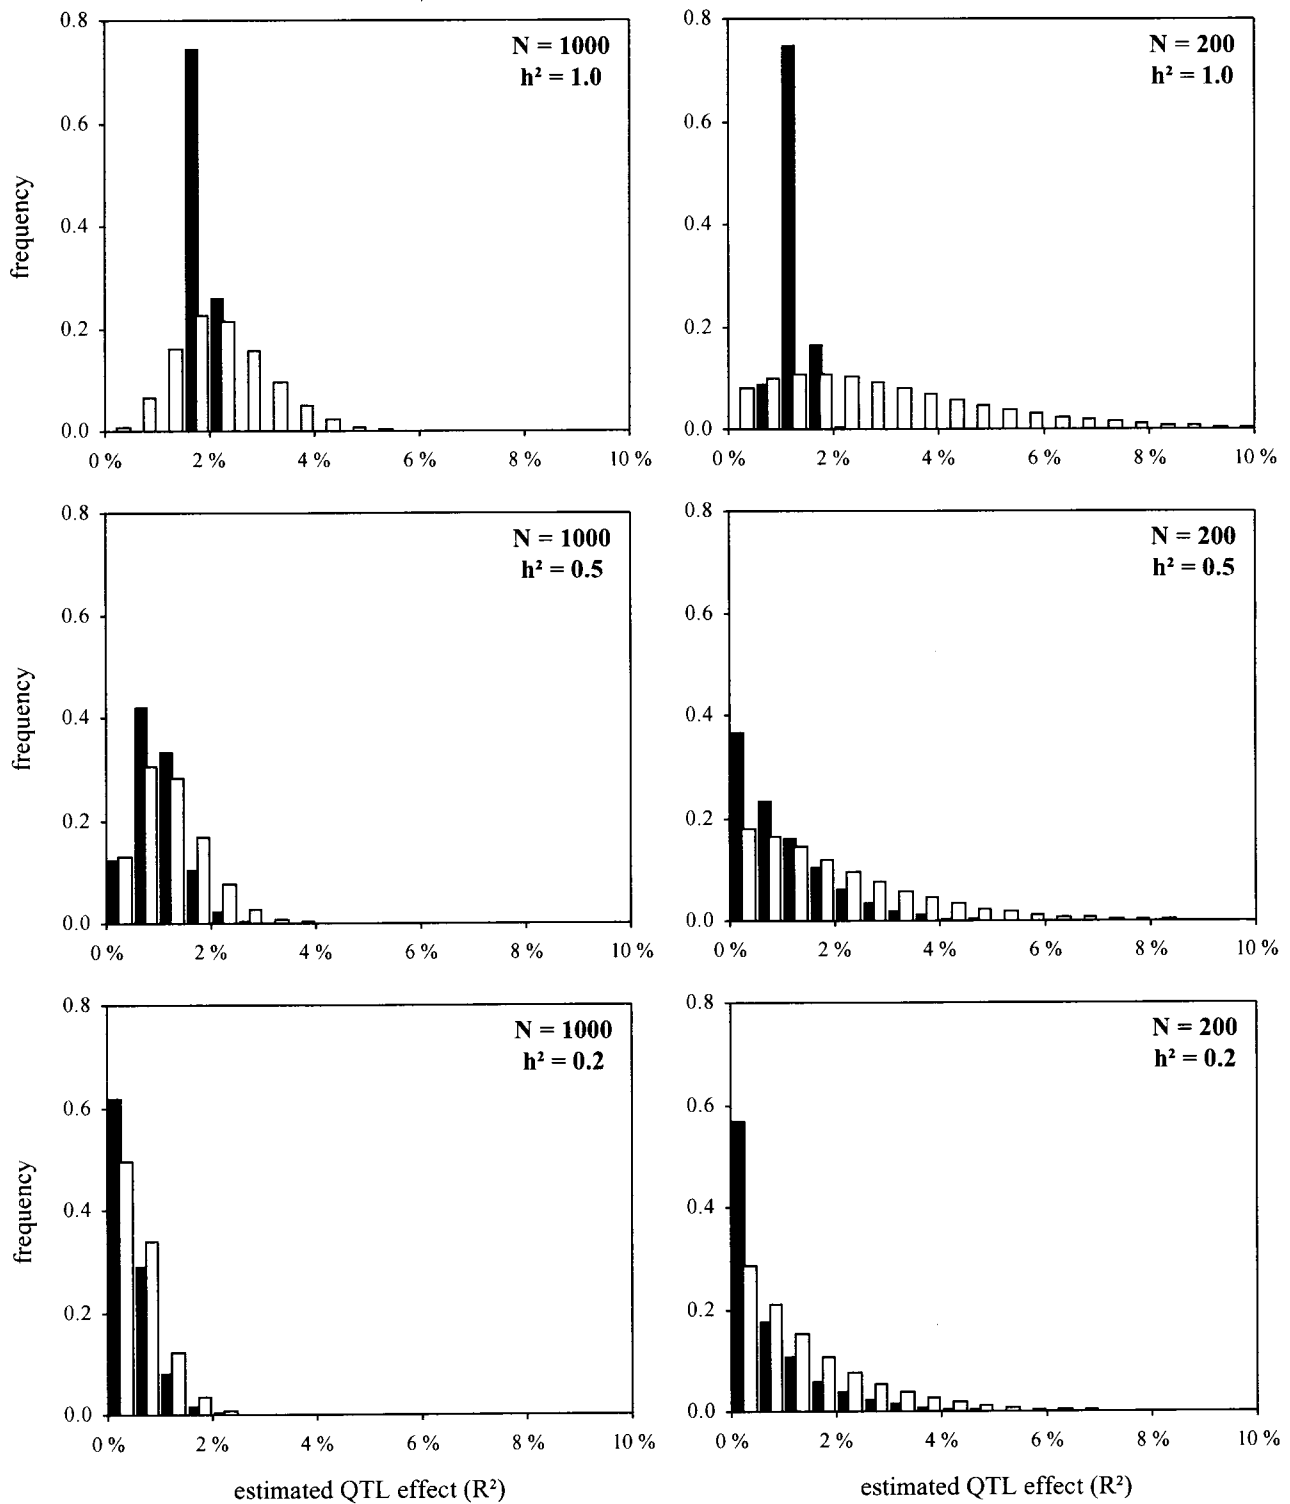 0.8
0.6
0.4
0.2
0.0
frequency
N = 1000
h² = 1.0
0 % 2 % 4 % 6 % 8 % 10 %
0.8
0.6
0.4
0.2
0.0
N = 200
h² = 1.0
0 % 2 % 4 % 6 % 8 % 10 %
0.8
0.6
0.4
0.2
0.0
frequency
N = 1000
h² = 0.5
0 % 2 % 4 % 6 % 8 % 10 %
0.8
0.6
0.4
0.2
0.0
N = 200
h² = 0.5
0 % 2 % 4 % 6 % 8 % 10 %
0.8
0.6
0.4
0.2
0.0
frequency
N = 1000
h² = 0.2
0 % 2 % 4 % 6 % 8 % 10 %
estimated QTL effect (R²)
0.8
0.6
0.4
0.2
0.0
N = 200
h² = 0.2
0 % 2 % 4 % 6 % 8 % 10 %
estimated QTL effect (R²)